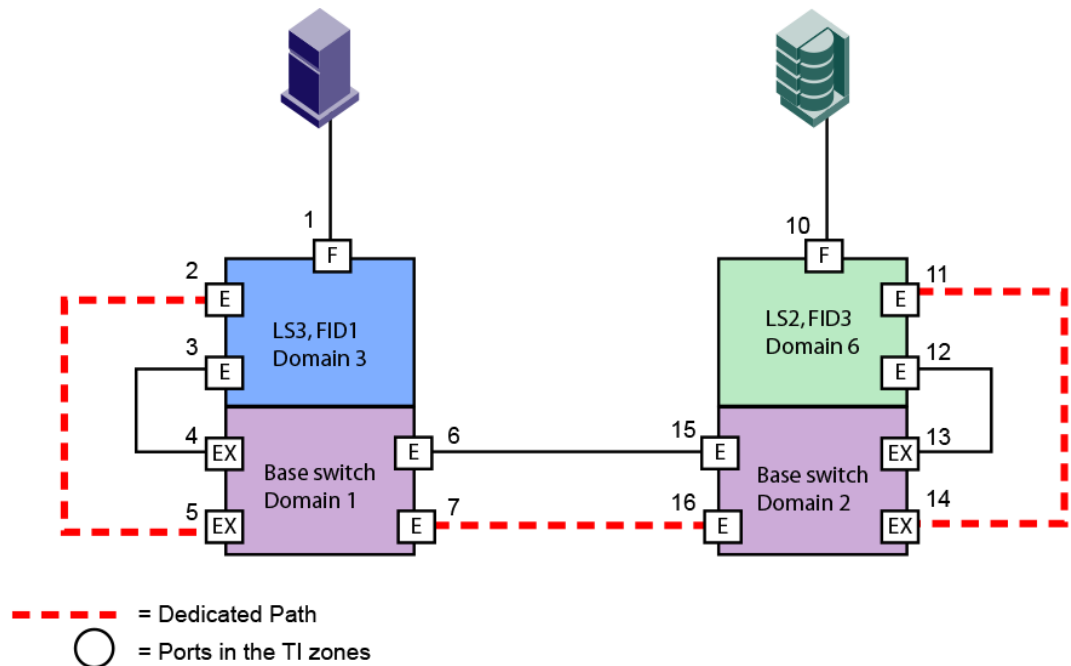 1
10
F
F
2
11
E
E
3
LS3, FID1
Domain 3
LS2, FID3
Domain 6
12
E
E
4
6
15
13
EX
E
E
EX
Base switch
Domain 1
Base switch
Domain 2
5
7
16
14
EX
E
E
EX
= Dedicated Path
= Ports in the TI zones